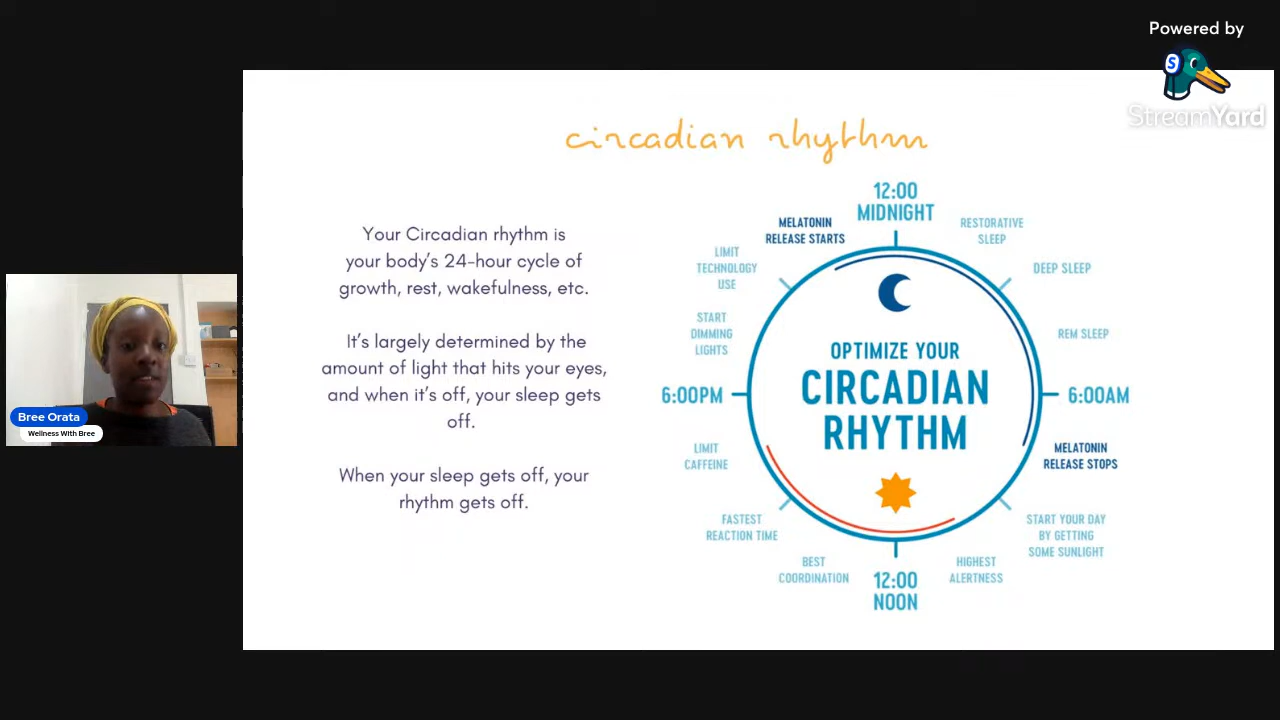 Powered by
StreamYard
circadian rhythm
Your Circadian rhythm is
your body's 24-hour cycle of
growth, rest, wakefulness, etc.
It's largely determined by the
amount of light that hits your eyes,
and when it's off, your sleep gets
off.
When your sleep gets off, your
rhythm gets off.
12:00
MIDNIGHT
MELATONIN
RELEASE STARTS
RESTORATIVE
SLEEP
LIMIT
TECHNOLOGY
USE
DEEP SLEEP
START
DIMMING
LIGHTS
REM SLEEP
OPTIMIZE YOUR
CIRCADIAN
RHYTHM
6:00PM
6:00AM
LIMIT
CAFFEINE
MELATONIN
RELEASE STOPS
FASTEST
REACTION TIME
START YOUR DAY
BY GETTING
SOME SUNLIGHT
BEST
COORDINATION
HIGHEST
ALERTNESS
12:00
NOON
Bree Orata
Wellness With Bree
S